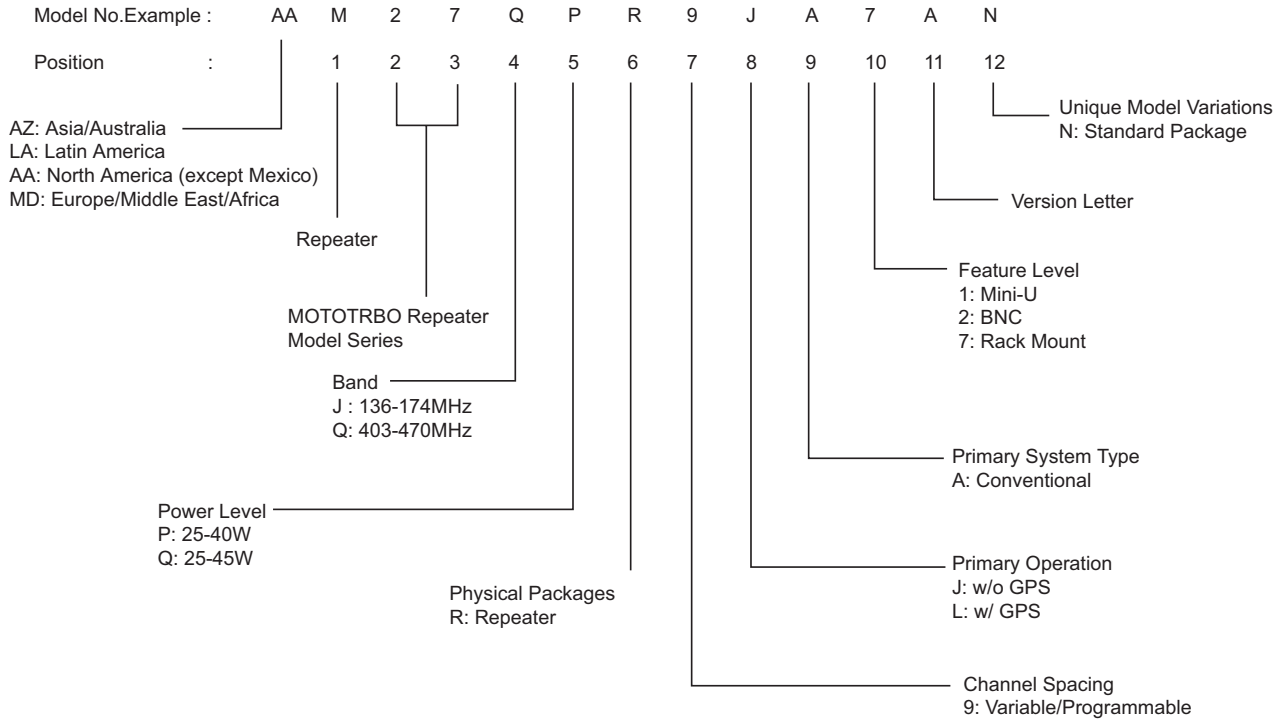 Model No.Example : AA M 2 7 Q P R 9 J A 7 A N
Position : 1 2 3 4 5 6 7 8 9 10 11 12
AZ: Asia/Australia
LA: Latin America
AA: North America (except Mexico)
MD: Europe/Middle East/Africa
Unique Model Variations
N: Standard Package
Version Letter
Repeater
Feature Level
1: Mini-U
2: BNC
7: Rack Mount
MOTOTRBO Repeater
Model Series
Band
J : 136-174MHz
Q: 403-470MHz
Primary System Type
A: Conventional
Power Level
P: 25-40W
Q: 25-45W
Primary Operation
J: w/o GPS
L: w/ GPS
Physical Packages
R: Repeater
Channel Spacing
9: Variable/Programmable